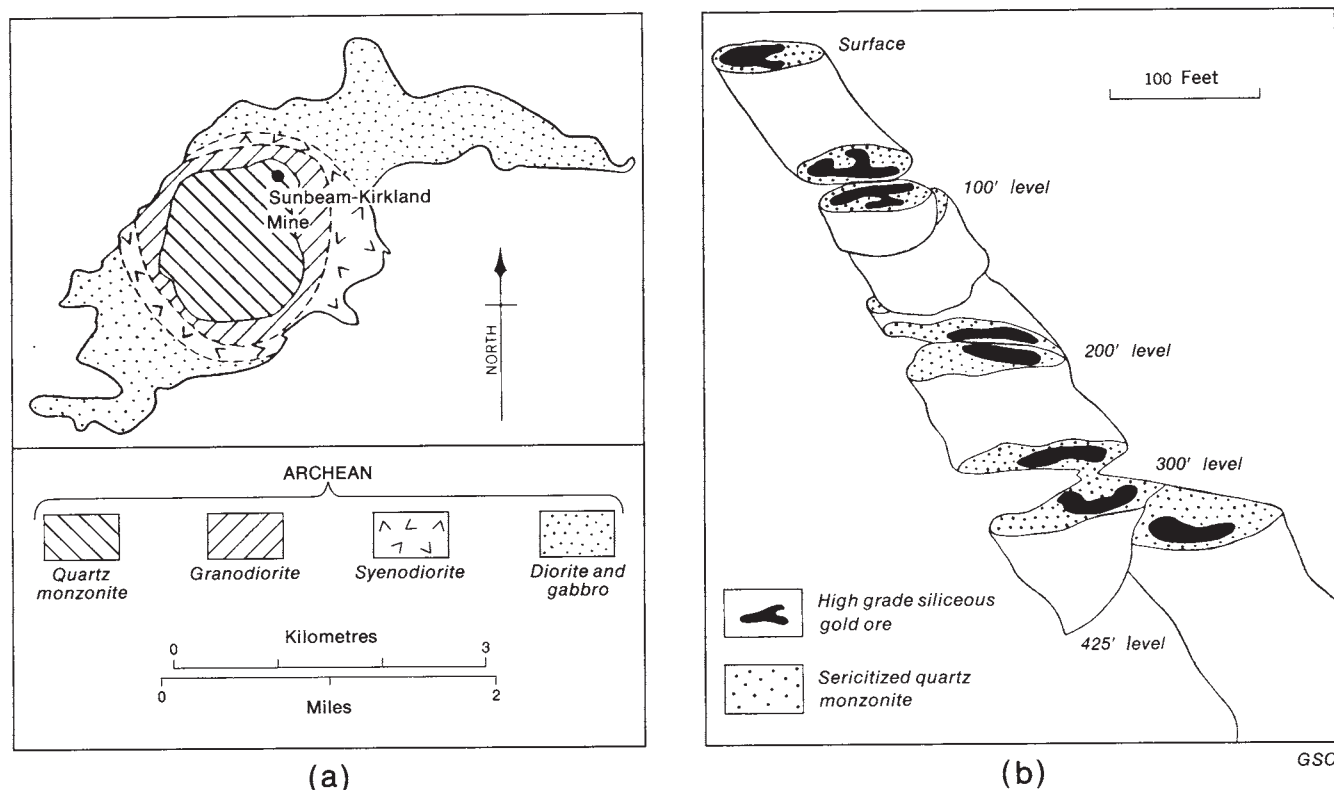 Sunbeam-Kirkland
Mine
NORTH
ARCHEAN
Quartz
monzonite
Granodiorite
Syenodiorite
Diorite and
gabbro
Kilometres
0 3
0 2
Miles
(a)
Surface
100 Feet
100' level
200' level
300' level
425' level
High grade siliceous
gold ore
Sericitized quartz
monzonite
GSC
(b)